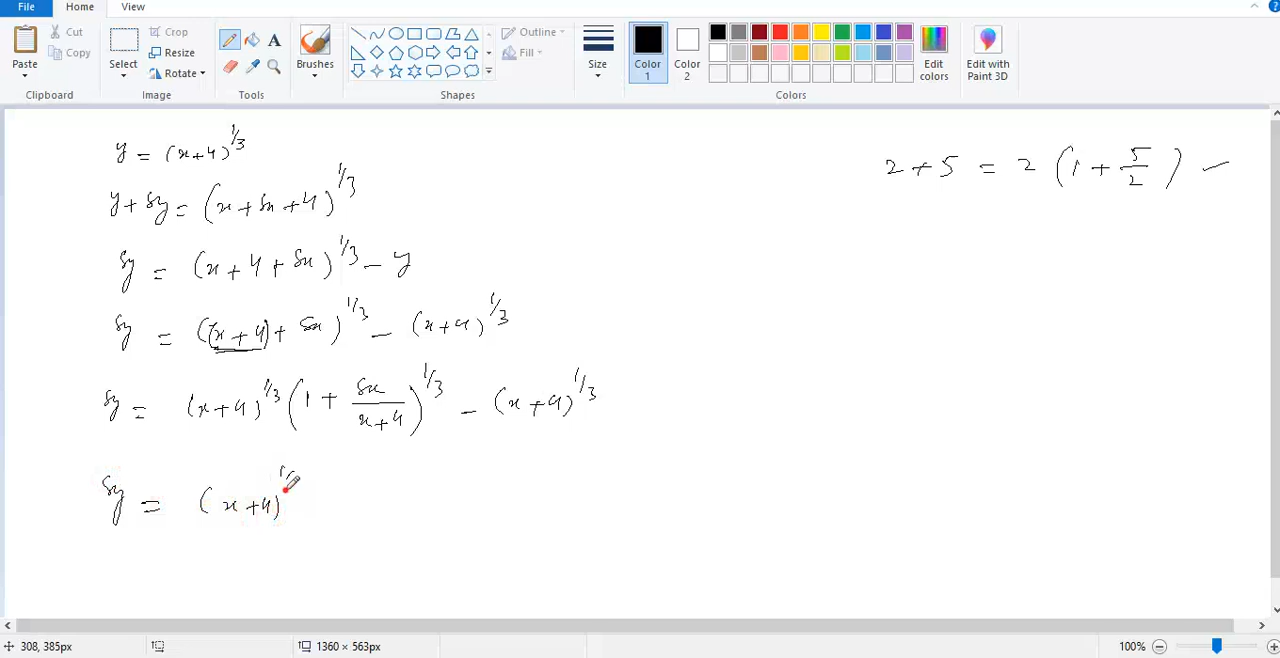 File Home View
Paste Cut Copy Clipboard
Select Crop Resize Rotate Image
A Tools
Brushes
Outline Fill Shapes
Size
Color 1 Color 2 Edit colors Colors
Edit with Paint 3D
y = (x+4)^1/3
2 + 5 = 2 (1 + 5/2)
y + δy = (x + δx + 4)^1/3
δy = (x + 4 + δx)^1/3 - y
δy = ((x + 4) + δx)^1/3 - (x+4)^1/3
δy = (x+4)^1/3 (1 + δx/(x+4))^1/3 - (x+4)^1/3
δy = (x+4)^1/
308, 385px 1360 × 563px 100%